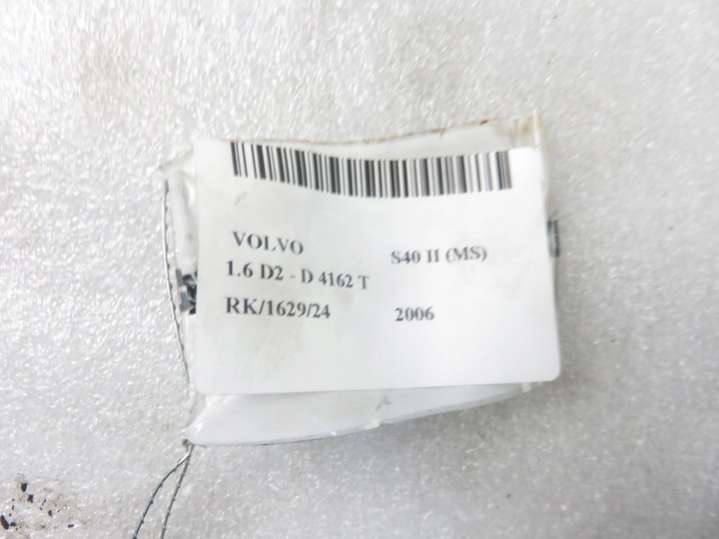 VOLVO S40 II (MS)
1.6 D2 - D 4162 T
RK/1629/24 2006